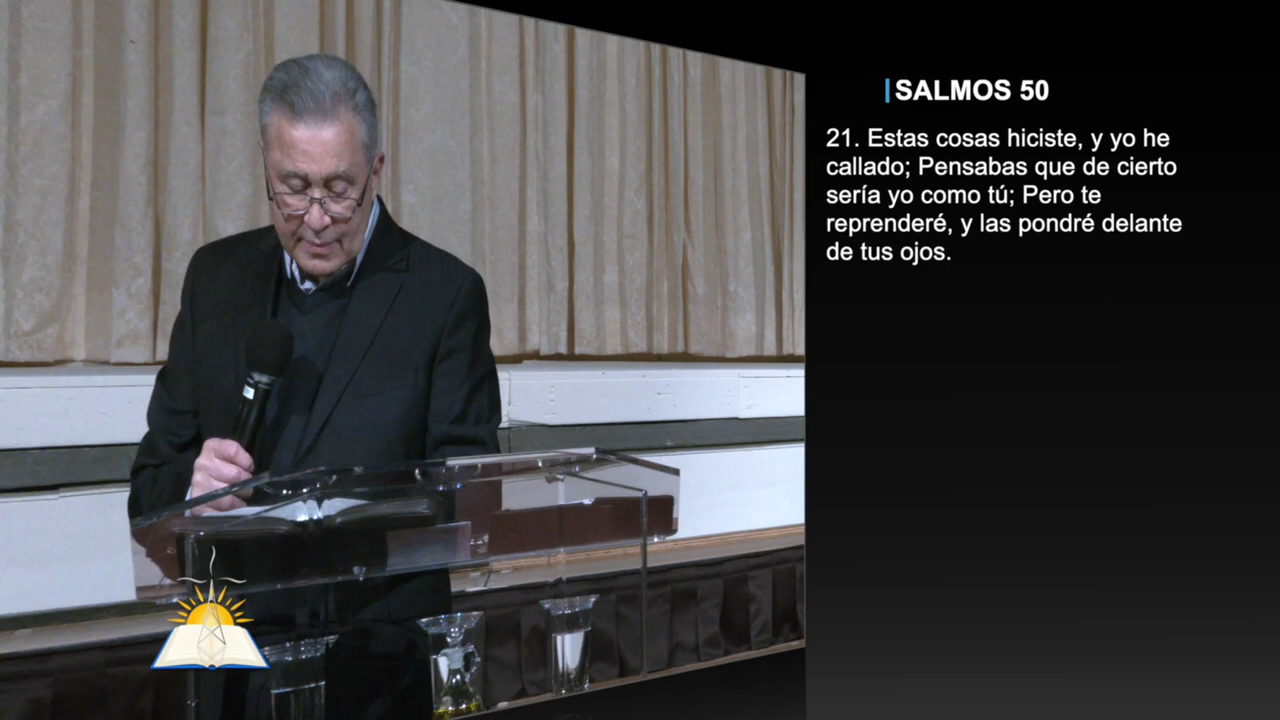 SALMOS 50
21. Estas cosas hiciste, y yo he
callado; Pensabas que de cierto
sería yo como tú; Pero te
reprenderé, y las pondré delante
de tus ojos.